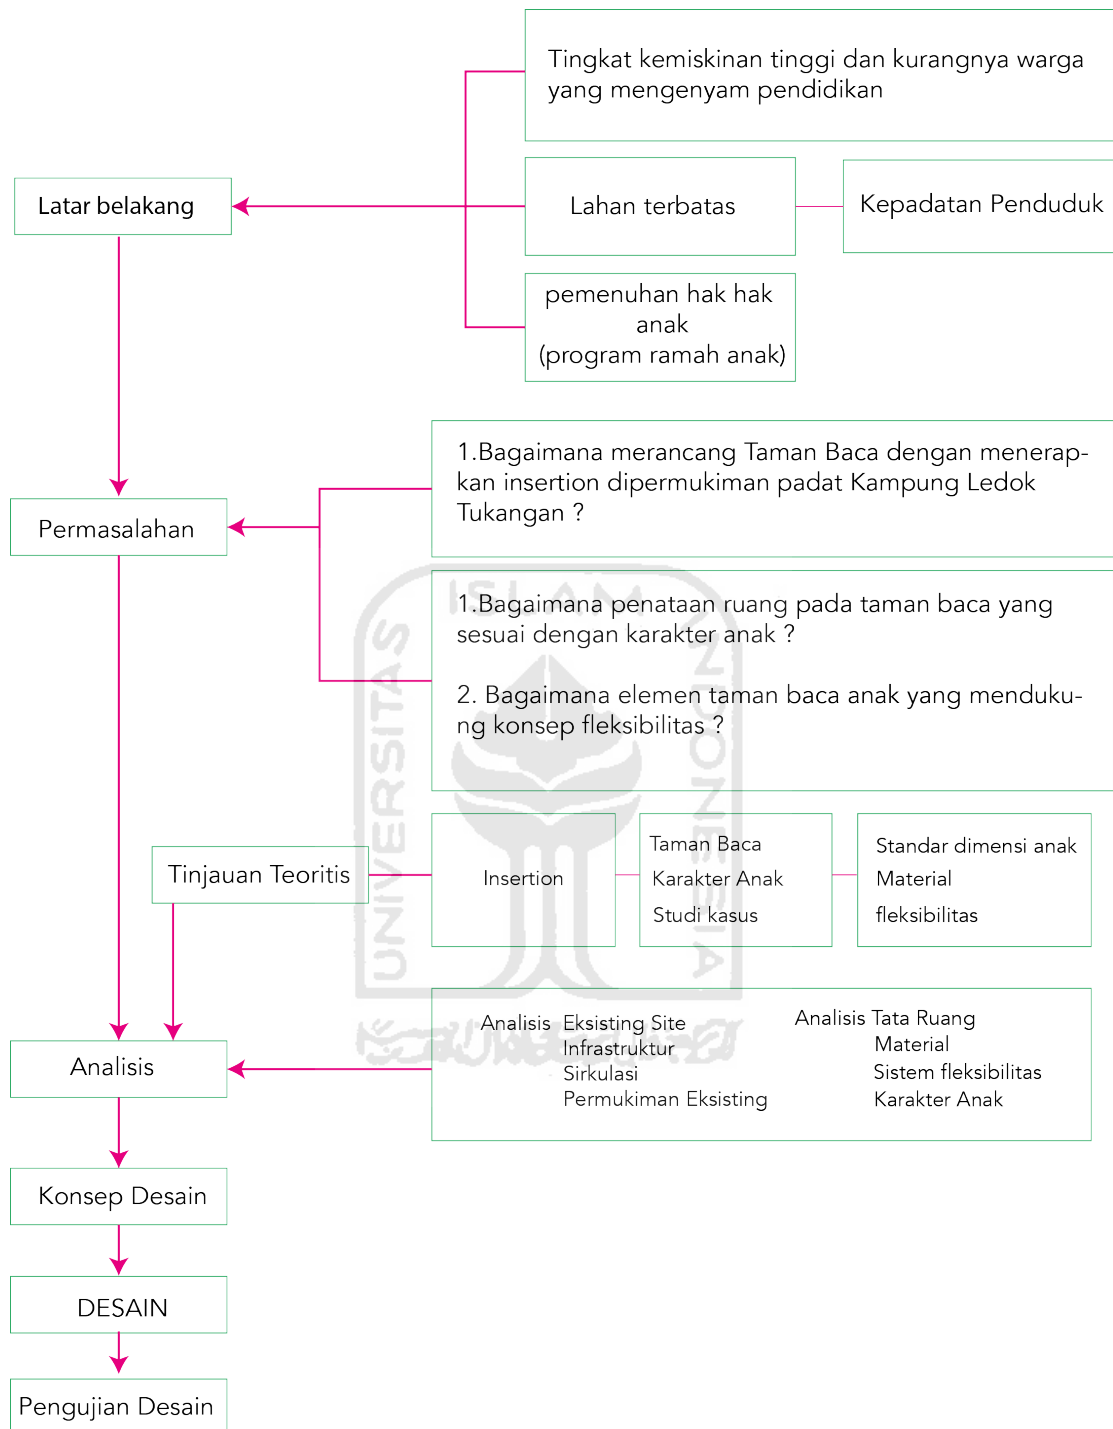 Tingkat kemiskinan tinggi dan kurangnya warga
yang mengenyam pendidikan
Latar belakang
Lahan terbatas
Kepadatan Penduduk
pemenuhan hak hak
anak
(program ramah anak)
1.Bagaimana merancang Taman Baca dengan menerap-
kan insertion dipermukiman padat Kampung Ledok
Tukangan ?
Permasalahan
1.Bagaimana penataan ruang pada taman baca yang
sesuai dengan karakter anak ?
2. Bagaimana elemen taman baca anak yang menduku-
ng konsep fleksibilitas ?
Tinjauan Teoritis
Insertion
Taman Baca
Karakter Anak
Studi kasus
Standar dimensi anak
Material
fleksibilitas
Analisis Eksisting Site
Infrastruktur
Sirkulasi
Permukiman Eksisting
Analisis Tata Ruang
Material
Sistem fleksibilitas
Karakter Anak
Analisis
Konsep Desain
DESAIN
Pengujian Desain
UNIVERSITAS
ISLAM
INDONESIA